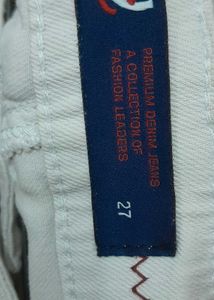 PREMIUM DENIM JEANS
A COLLECTION OF
FASHION LEADERS
27